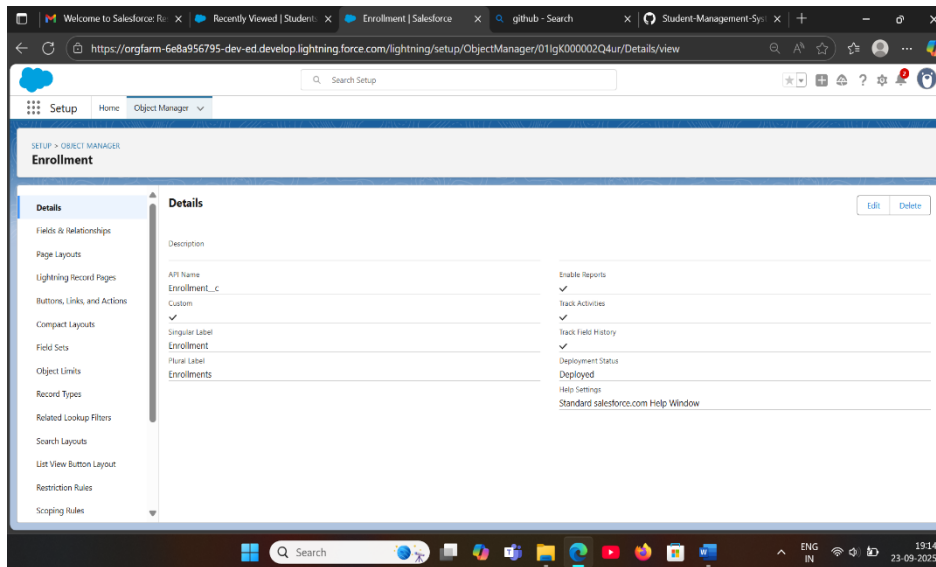 Welcome to Salesforce: Re
Recently Viewed | Students
Enrollment | Salesforce
github - Search
Student-Management-Sys
https://orgfarm-6e8a956795-dev-ed.develop.lightning.force.com/lightning/setup/ObjectManager/01IgK000002Q4ur/Details/view
Search Setup
Setup
Home
Object Manager
SETUP > OBJECT MANAGER
Enrollment
Details
Fields & Relationships
Page Layouts
Lightning Record Pages
Buttons, Links, and Actions
Compact Layouts
Field Sets
Object Limits
Record Types
Related Lookup Filters
Search Layouts
List View Button Layout
Restriction Rules
Scoping Rules
Details
Edit
Delete
Description
API Name
Enrollment__c
Custom
Singular Label
Enrollment
Plural Label
Enrollments
Enable Reports
Track Activities
Track Field History
Deployment Status
Deployed
Help Settings
Standard salesforce.com Help Window
Search
ENG
IN
19:14
23-09-2025